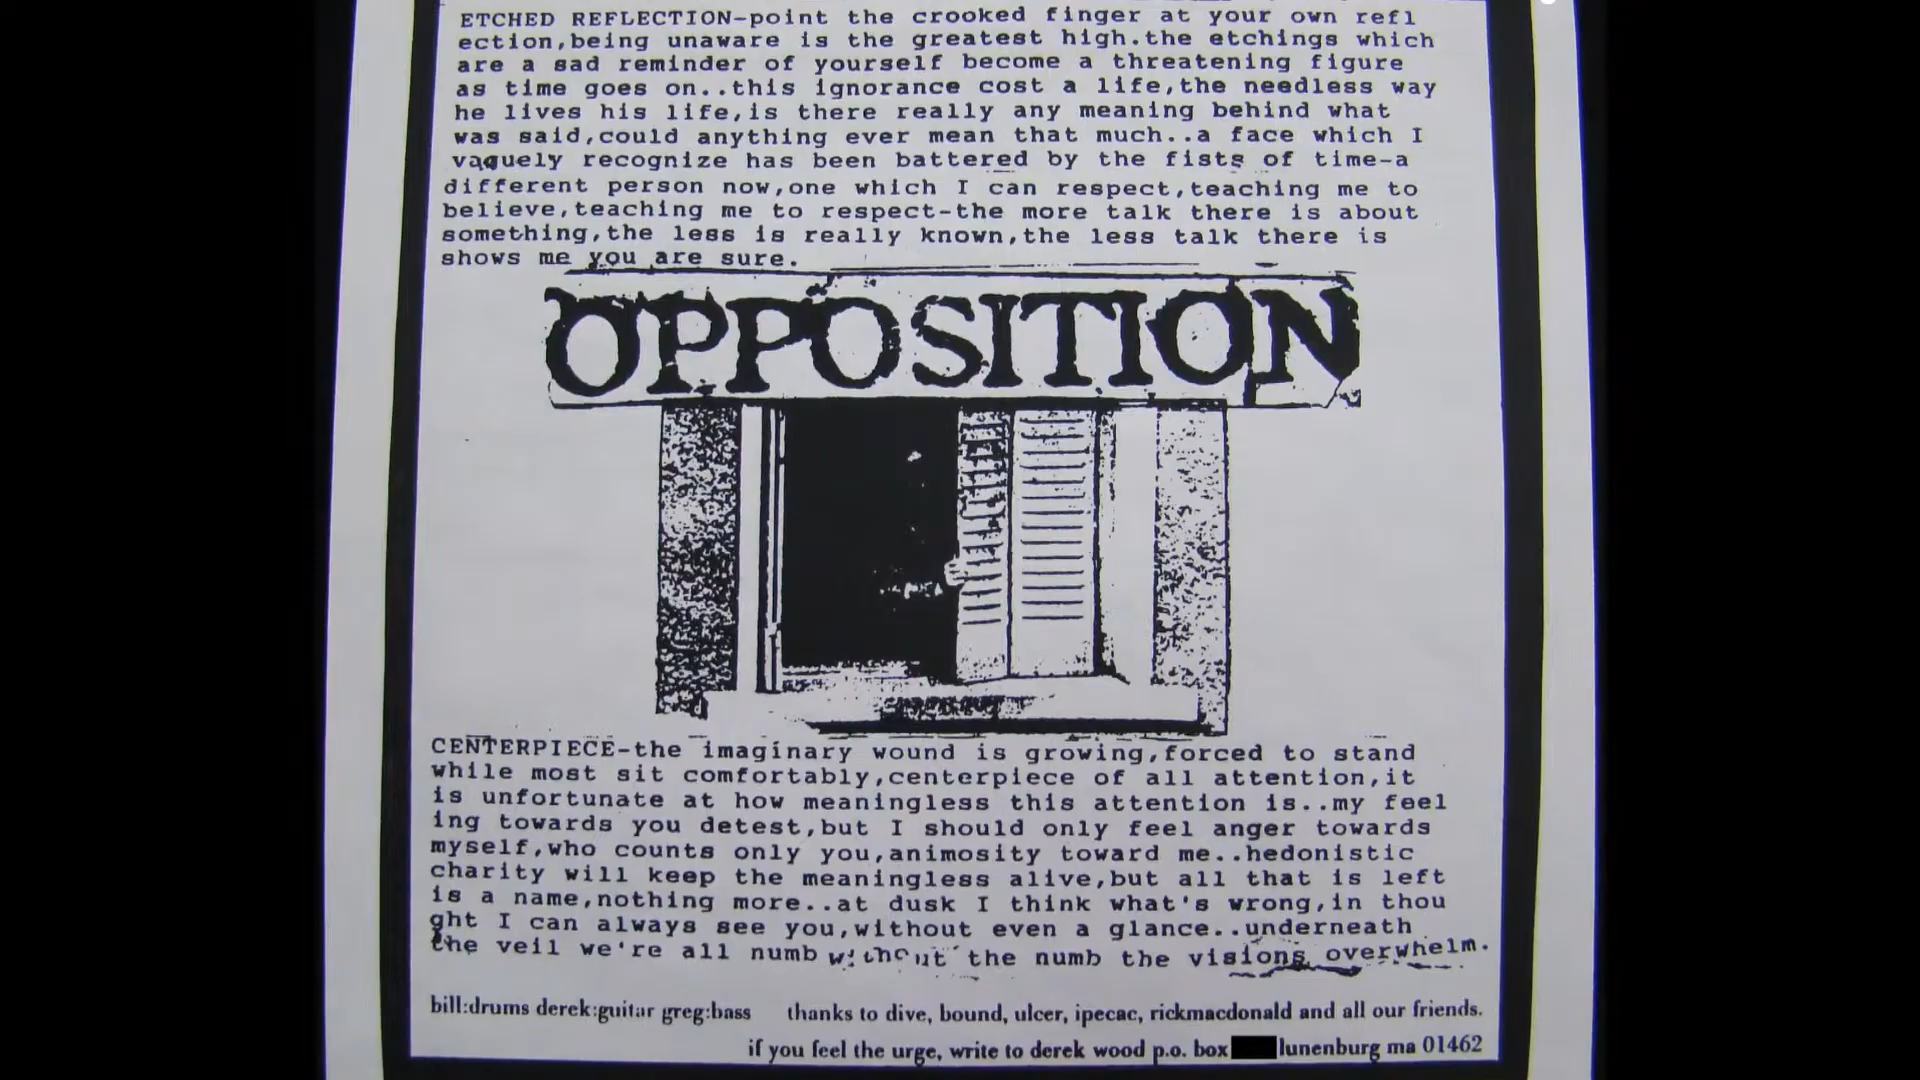 ETCHED REFLECTION-point the crooked finger at your own refl
ection,being unaware is the greatest high.the etchings which
are a sad reminder of yourself become a threatening figure
as time goes on..this ignorance cost a life,the needless way
he lives his life,is there really any meaning behind what
was said,could anything ever mean that much..a face which I
vaguely recognize has been battered by the fists of time-a
different person now,one which I can respect,teaching me to
believe,teaching me to respect-the more talk there is about
something,the less is really known,the less talk there is
shows me you are sure.
OPPOSITION
CENTERPIECE-the imaginary wound is growing,forced to stand
while most sit comfortably,centerpiece of all attention,it
is unfortunate at how meaningless this attention is..my feel
ing towards you detest,but I should only feel anger towards
myself,who counts only you,animosity toward me..hedonistic
charity will keep the meaningless alive,but all that is left
is a name,nothing more..at dusk I think what's wrong,in thou
ght I can always see you,without even a glance..underneath
the veil we're all numb without the numb the visions overwhelm.
bill:drums derek:guitar greg:bass thanks to dive, bound, ulcer, ipecac, rickmacdonald and all our friends.
if you feel the urge, write to derek wood p.o. box lunenburg ma 01462